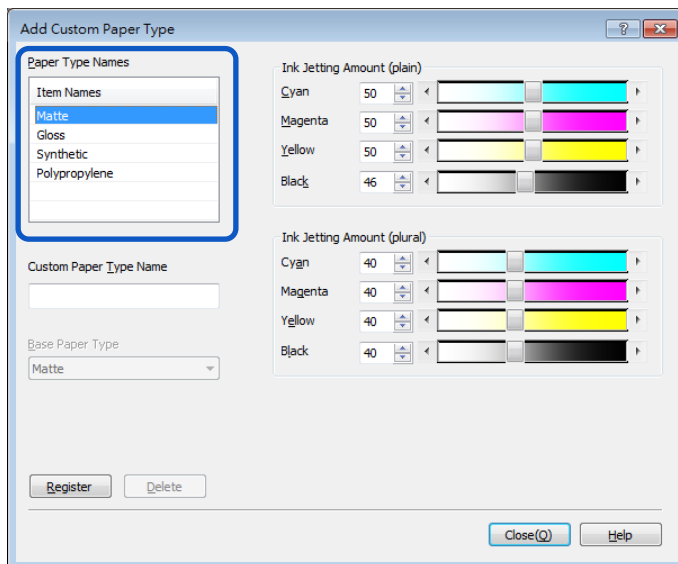 Add Custom Paper Type
Paper Type Names
Item Names
Matte
Gloss
Synthetic
Polypropylene
Custom Paper Type Name
Base Paper Type
Matte
Register Delete
Ink Jetting Amount (plain)
Cyan 50
Magenta 50
Yellow 50
Black 46
Ink Jetting Amount (plural)
Cyan 40
Magenta 40
Yellow 40
Black 40
Close(Q) Help